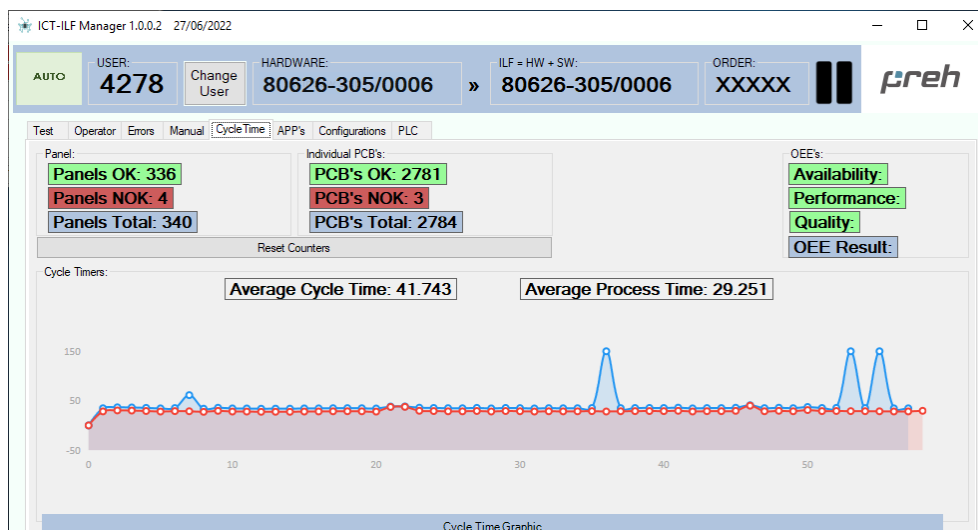 ICT-ILF Manager 1.0.0.2 27/06/2022
AUTO
USER:
4278
Change
User
HARDWARE:
80626-305/0006
»
ILF = HW + SW:
80626-305/0006
ORDER:
XXXXX
preh
Test Operator Errors Manual CycleTime APP's Configurations PLC
Panel:
Panels OK: 336
Panels NOK: 4
Panels Total: 340
Individual PCB's:
PCB's OK: 2781
PCB's NOK: 3
PCB's Total: 2784
OEE's:
Availability:
Performance:
Quality:
OEE Result:
Reset Counters
Cycle Timers:
Average Cycle Time: 41.743
Average Process Time: 29.251
150
50
-50
0 10 20 30 40 50
Cycle Time Graphic